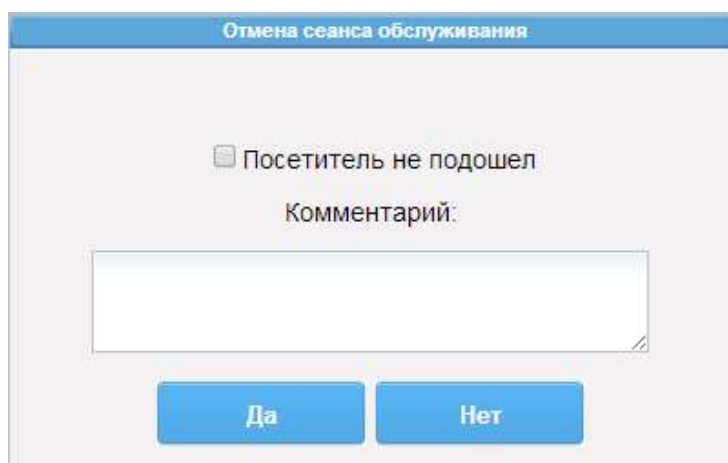 Отмена сеанса обслуживания
Посетитель не подошел
Комментарий:
Да Нет